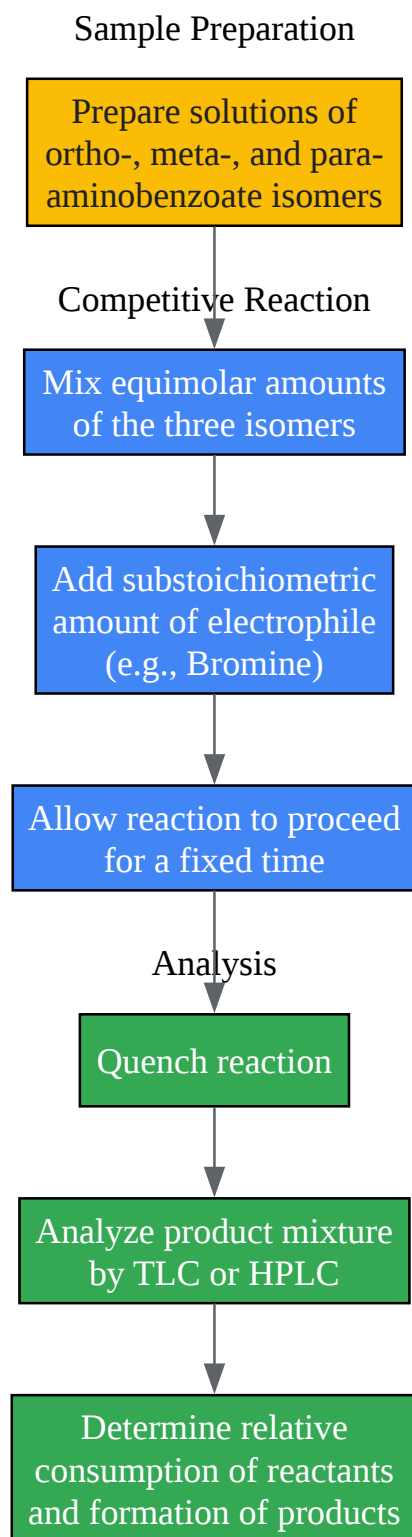 Sample Preparation
Prepare solutions of
ortho-, meta-, and para-
aminobenzoate isomers
Competitive Reaction
Mix equimolar amounts
of the three isomers
Add substoichiometric
amount of electrophile
(e.g., Bromine)
Allow reaction to proceed
for a fixed time
Analysis
Quench reaction
Analyze product mixture
by TLC or HPLC
Determine relative
consumption of reactants
and formation of products